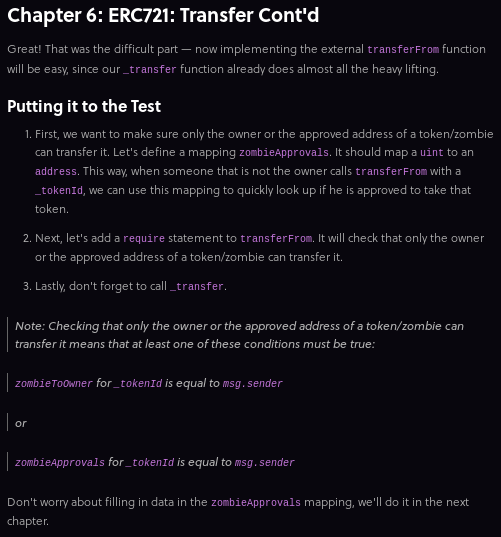 Chapter 6: ERC721: Transfer Cont'd
Great! That was the difficult part — now implementing the external transferFrom function
will be easy, since our _transfer function already does almost all the heavy lifting.
Putting it to the Test
1. First, we want to make sure only the owner or the approved address of a token/zombie
can transfer it. Let's define a mapping zombieApprovals. It should map a uint to an
address. This way, when someone that is not the owner calls transferFrom with a
_tokenId, we can use this mapping to quickly look up if he is approved to take that
token.
2. Next, let's add a require statement to transferFrom. It will check that only the owner
or the approved address of a token/zombie can transfer it.
3. Lastly, don't forget to call _transfer.
Note: Checking that only the owner or the approved address of a token/zombie can
transfer it means that at least one of these conditions must be true:
zombieToOwner for _tokenId is equal to msg.sender
or
zombieApprovals for _tokenId is equal to msg.sender
Don't worry about filling in data in the zombieApprovals mapping, we'll do it in the next
chapter.